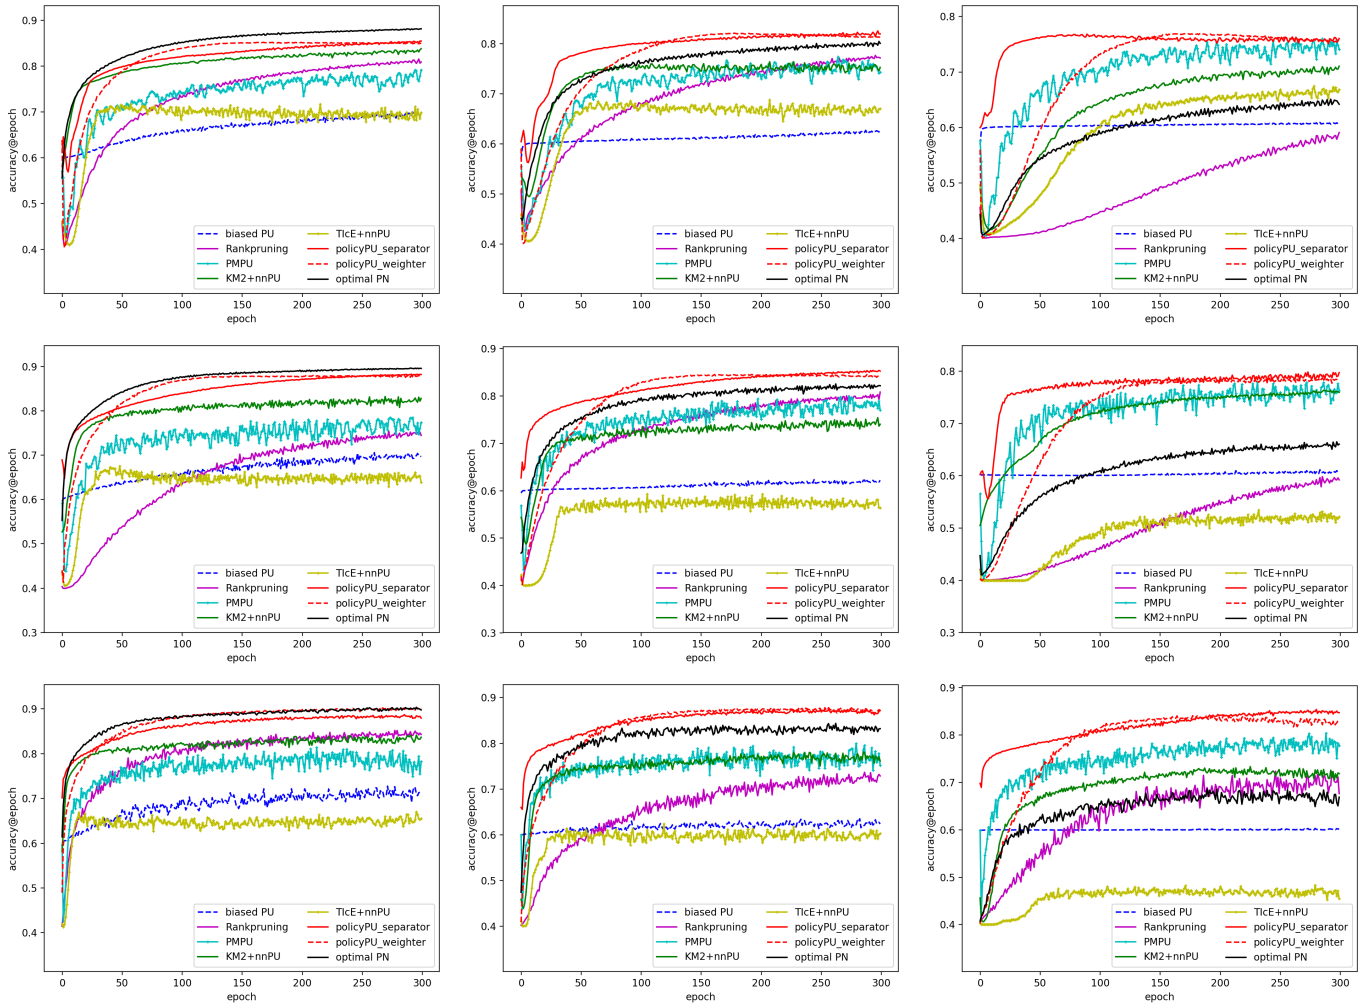 0.9
0.8
0.7
0.6
0.5
0.4
accuracy@epoch
0 50 100 150 200 250 300
epoch
biased PU
Rankpruning
PMPU
KM2+nnPU
TIcE+nnPU
policyPU_separator
policyPU_weighter
optimal PN
0.8
0.7
0.6
0.5
0.4
accuracy@epoch
0 50 100 150 200 250 300
epoch
biased PU
Rankpruning
PMPU
KM2+nnPU
TIcE+nnPU
policyPU_separator
policyPU_weighter
optimal PN
0.8
0.7
0.6
0.5
0.4
accuracy@epoch
0 50 100 150 200 250 300
epoch
biased PU
Rankpruning
PMPU
KM2+nnPU
TIcE+nnPU
policyPU_separator
policyPU_weighter
optimal PN
0.9
0.8
0.7
0.6
0.5
0.4
0.3
accuracy@epoch
0 50 100 150 200 250 300
epoch
biased PU
Rankpruning
PMPU
KM2+nnPU
TIcE+nnPU
policyPU_separator
policyPU_weighter
optimal PN
0.9
0.8
0.7
0.6
0.5
0.4
0.3
accuracy@epoch
0 50 100 150 200 250 300
epoch
biased PU
Rankpruning
PMPU
KM2+nnPU
TIcE+nnPU
policyPU_separator
policyPU_weighter
optimal PN
0.8
0.7
0.6
0.5
0.4
0.3
accuracy@epoch
0 50 100 150 200 250 300
epoch
biased PU
Rankpruning
PMPU
KM2+nnPU
TIcE+nnPU
policyPU_separator
policyPU_weighter
optimal PN
0.9
0.8
0.7
0.6
0.5
0.4
accuracy@epoch
0 50 100 150 200 250 300
epoch
biased PU
Rankpruning
PMPU
KM2+nnPU
TIcE+nnPU
policyPU_separator
policyPU_weighter
optimal PN
0.9
0.8
0.7
0.6
0.5
0.4
accuracy@epoch
0 50 100 150 200 250 300
epoch
biased PU
Rankpruning
PMPU
KM2+nnPU
TIcE+nnPU
policyPU_separator
policyPU_weighter
optimal PN
0.9
0.8
0.7
0.6
0.5
0.4
accuracy@epoch
0 50 100 150 200 250 300
epoch
biased PU
Rankpruning
PMPU
KM2+nnPU
TIcE+nnPU
policyPU_separator
policyPU_weighter
optimal PN